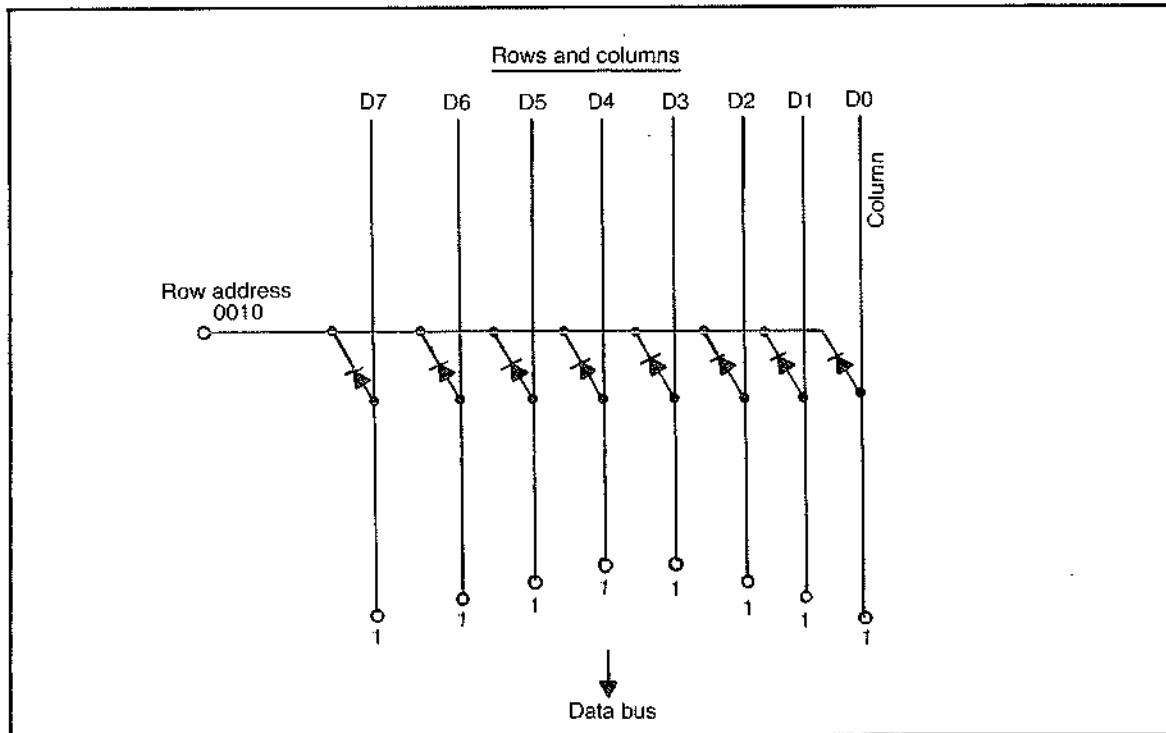 Rows and columns
D7 D6 D5 D4 D3 D2 D1 D0
Column
Row address
0010
1 1 1 1 1 1 1 1
Data bus